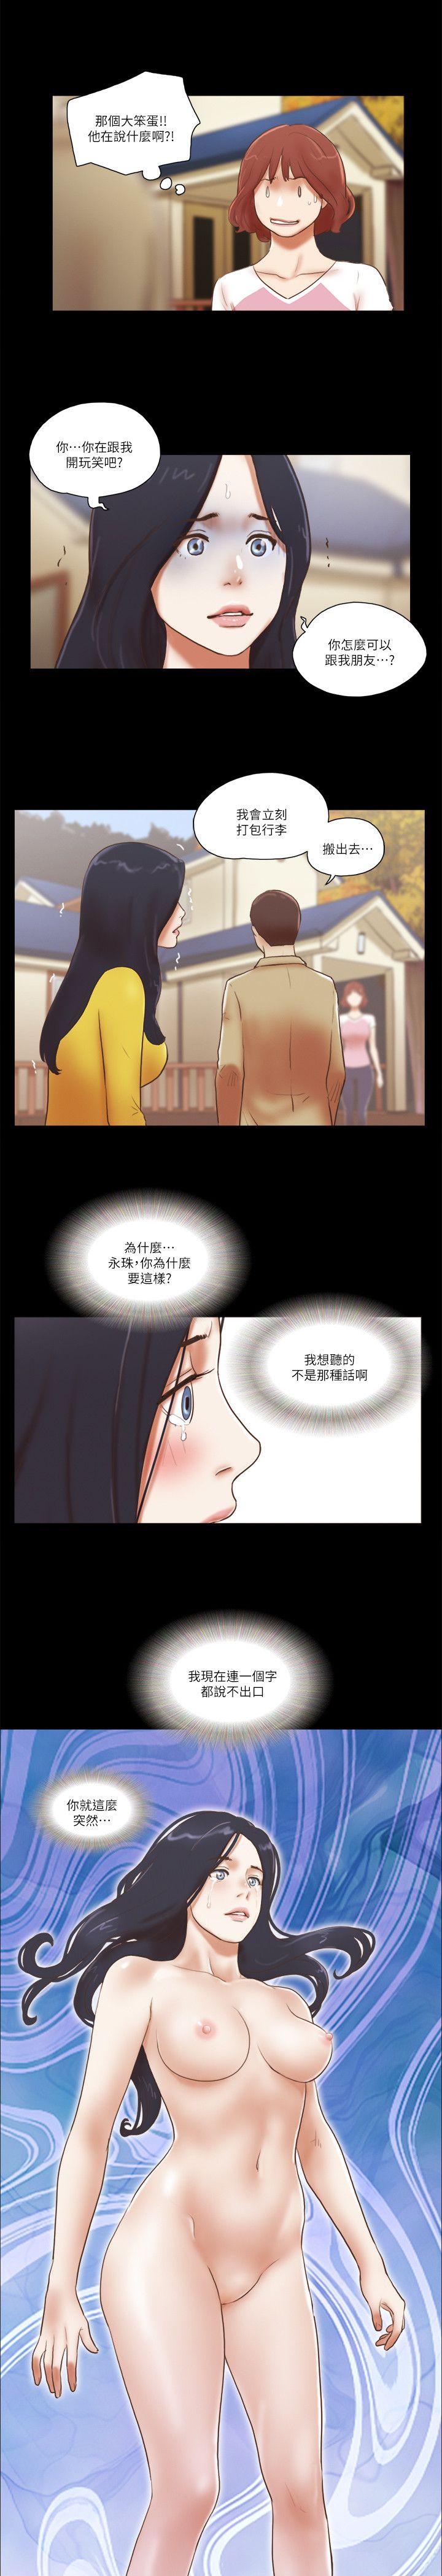 那個大笨蛋!!
他在說什麼啊?!
你…你在跟我
開玩笑吧?
你怎麼可以
跟我朋友…?
我會立刻
打包行李
搬出去…
為什麼…
永珠,你為什麼
要這樣?
我想聽的
不是那種話啊
我現在連一個字
都說不出口
你就這麼
突然…